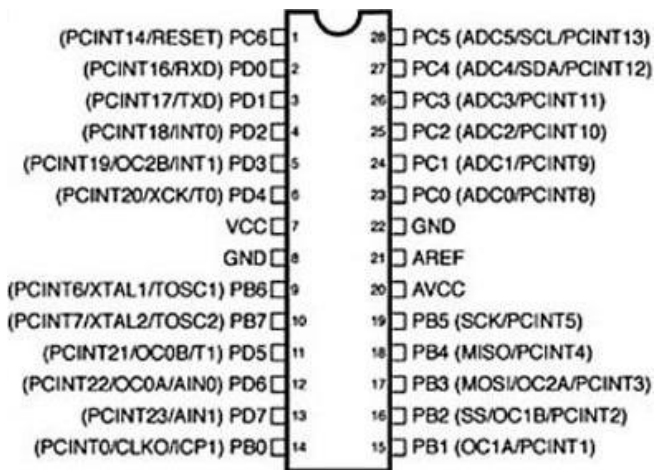 (PCINT14/RESET) PC6 1 28 PC5 (ADC5/SCL/PCINT13)
(PCINT16/RXD) PD0 2 27 PC4 (ADC4/SDA/PCINT12)
(PCINT17/TXD) PD1 3 26 PC3 (ADC3/PCINT11)
(PCINT18/INT0) PD2 4 25 PC2 (ADC2/PCINT10)
(PCINT19/OC2B/INT1) PD3 5 24 PC1 (ADC1/PCINT9)
(PCINT20/XCK/T0) PD4 6 23 PC0 (ADC0/PCINT8)
VCC 7 22 GND
GND 8 21 AREF
(PCINT6/XTAL1/TOSC1) PB6 9 20 AVCC
(PCINT7/XTAL2/TOSC2) PB7 10 19 PB5 (SCK/PCINT5)
(PCINT21/OC0B/T1) PD5 11 18 PB4 (MISO/PCINT4)
(PCINT22/OC0A/AIN0) PD6 12 17 PB3 (MOSI/OC2A/PCINT3)
(PCINT23/AIN1) PD7 13 16 PB2 (SS/OC1B/PCINT2)
(PCINT0/CLKO/ICP1) PB0 14 15 PB1 (OC1A/PCINT1)